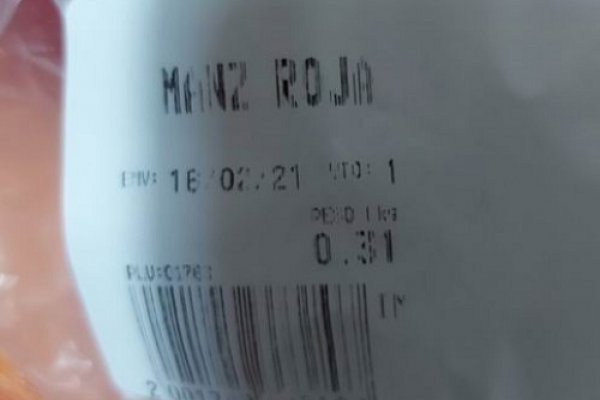 MANZ ROJA
ENV: 16/02/21 VTO: 1
PESO (kg
0.31